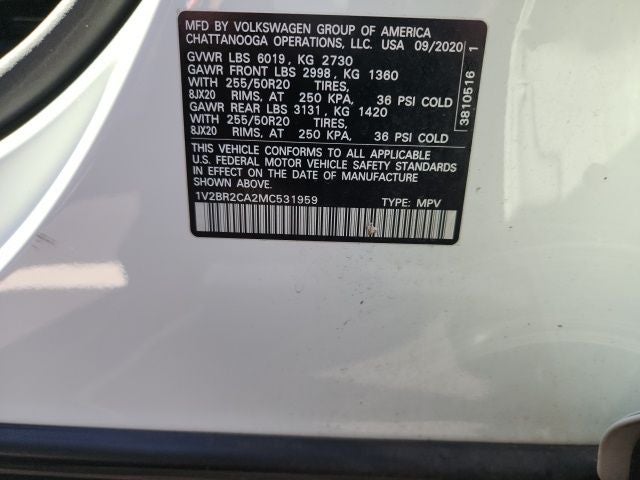 MFD BY VOLKSWAGEN GROUP OF AMERICA
CHATTANOOGA OPERATIONS, LLC. USA 09/2020
GVWR LBS 6019, KG 2730
GAWR FRONT LBS 2998, KG 1360
WITH 255/50R20 TIRES,
8JX20 RIMS, AT 250 KPA, 36 PSI COLD
GAWR REAR LBS 3131, KG 1420
WITH 255/50R20 TIRES,
8JX20 RIMS, AT 250 KPA, 36 PSI COLD
THIS VEHICLE CONFORMS TO ALL APPLICABLE
U.S. FEDERAL MOTOR VEHICLE SAFETY STANDARDS
IN EFFECT ON THE DATE OF MANUFACTURE
SHOWN ABOVE.
1V2BR2CA2MC531959 TYPE: MPV
3810516 1